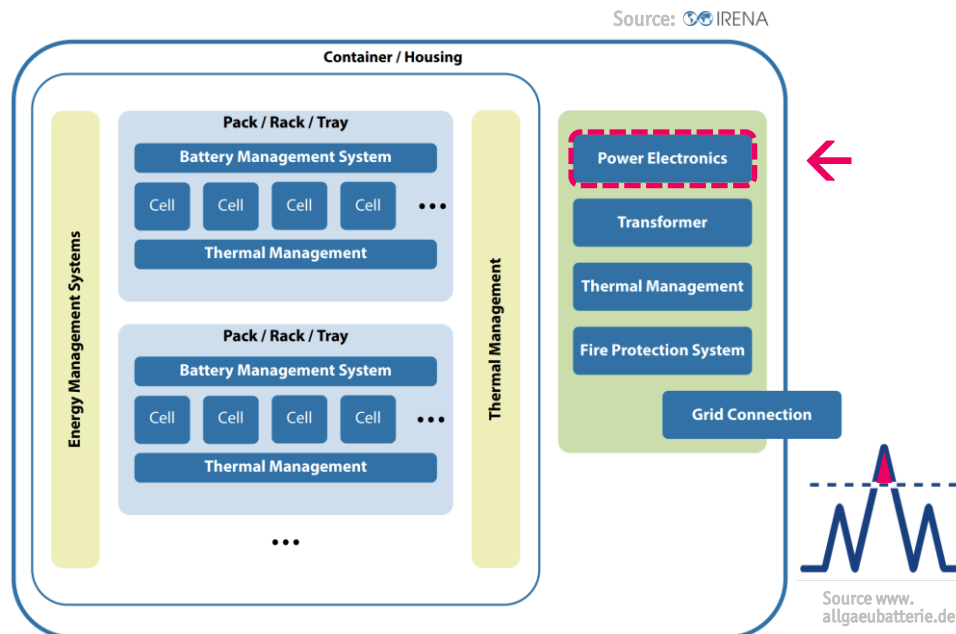 Source: IRENA
Container / Housing
Energy Management Systems
Pack / Rack / Tray
Battery Management System
Cell Cell Cell Cell ...
Thermal Management
Pack / Rack / Tray
Battery Management System
Cell Cell Cell Cell ...
Thermal Management
...
Thermal Management
Power Electronics
Transformer
Thermal Management
Fire Protection System
Grid Connection
Source www.
allgaeubatterie.de